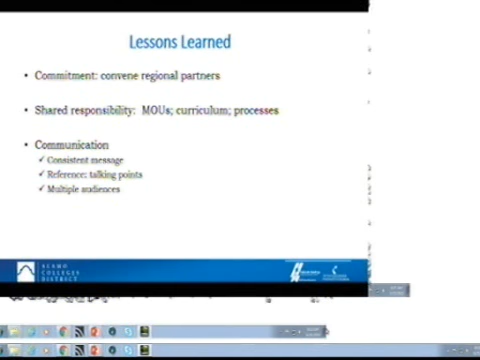 Lessons Learned
• Commitment: convene regional partners
• Shared responsibility: MOUs; curriculum; processes
• Communication
✓ Consistent message
✓ Reference: talking points
✓ Multiple audiences
ALAMO
COLLEGES
DISTRICT